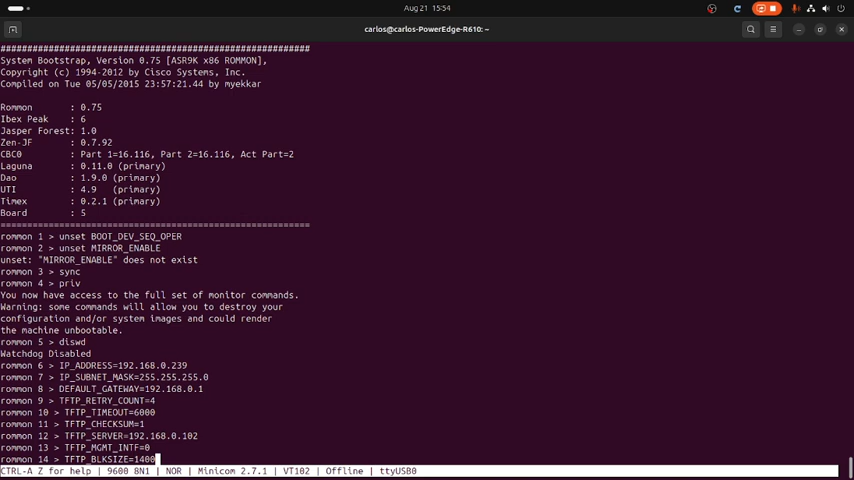 Aug 21 15:54
carlos@carlos-PowerEdge-R610: ~
###########################################################
System Bootstrap, Version 0.75 [ASR9K x86 ROMMON],
Copyright (c) 1994-2012 by Cisco Systems, Inc.
Compiled on Tue 05/05/2015 23:57:21.44 by myekkar
Rommon : 0.75
Ibex Peak : 6
Jasper Forest: 1.0
Zen-JF : 0.7.92
CBC0 : Part 1=16.116, Part 2=16.116, Act Part=2
Laguna : 0.11.0 (primary)
Dao : 1.9.0 (primary)
UTI : 4.9 (primary)
Timex : 0.2.1 (primary)
Board : 5
===========================================================
rommon 1 > unset BOOT_DEV_SEQ_OPER
rommon 2 > unset MIRROR_ENABLE
unset: "MIRROR_ENABLE" does not exist
rommon 3 > sync
rommon 4 > priv
You now have access to the full set of monitor commands.
Warning: some commands will allow you to destroy your
configuration and/or system images and could render
the machine unbootable.
rommon 5 > diswd
Watchdog Disabled
rommon 6 > IP_ADDRESS=192.168.0.239
rommon 7 > IP_SUBNET_MASK=255.255.255.0
rommon 8 > DEFAULT_GATEWAY=192.168.0.1
rommon 9 > TFTP_RETRY_COUNT=4
rommon 10 > TFTP_TIMEOUT=6000
rommon 11 > TFTP_CHECKSUM=1
rommon 12 > TFTP_SERVER=192.168.0.102
rommon 13 > TFTP_MGMT_INTF=0
rommon 14 > TFTP_BLKSIZE=1400
CTRL-A Z for help | 9600 8N1 | NOR | Minicom 2.7.1 | VT102 | Offline | ttyUSB0